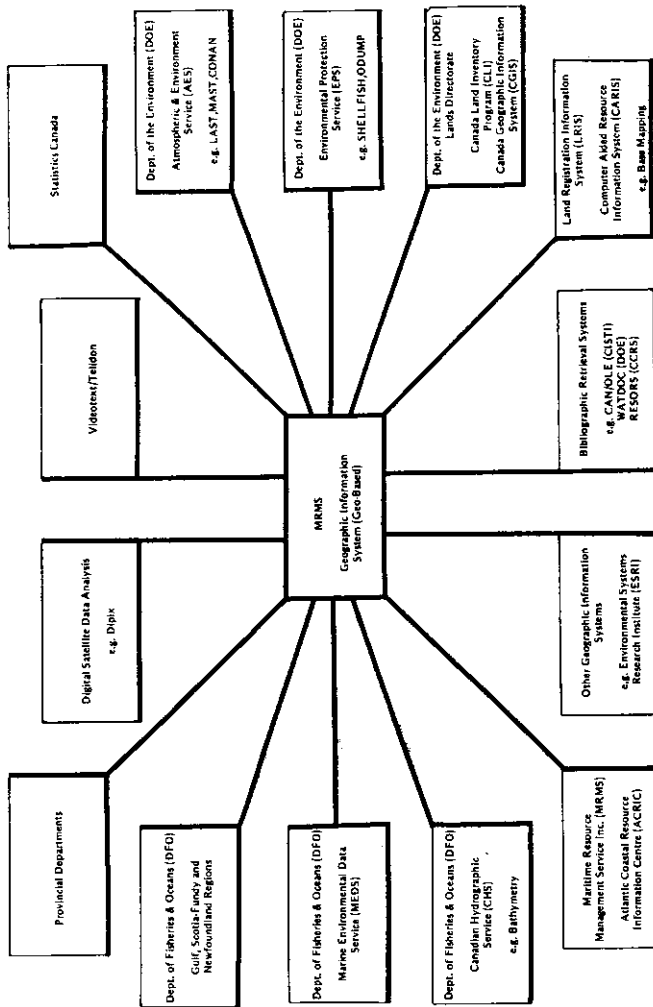 Provincial Departments
Digital Satellite Data Analysis
e.g. Dipix
Videotext/Telidon
Statistics Canada
Dept. of Fisheries & Oceans (DFO)
Gulf, Scotia-Fundy and
Newfoundland Regions
Dept. of the Environment (DOE)
Atmospheric & Environment
Service (AES)
e.g. LAST,MAST,CONAN
Dept. of Fisheries & Oceans (DFO)
Marine Environmental Data
Service (MEDS)
MRMS
Geographic Information
System (Geo-Based)
Dept. of the Environment (DOE)
Environmental Protection
Service (EPS)
e.g. SHELLFISH,ODUMP
Dept. of Fisheries & Oceans (DFO)
Canadian Hydrographic
Service (CHS)
e.g. Bathymetry
Dept. of the Environment (DOE)
Lands Directorate
Canada Land Inventory
Program (CLI)
Canada Geographic Information
System (CGIS)
Maritime Resource
Management Service Inc. (MRMS)
Atlantic Coastal Resource
Information Centre (ACRIC)
Other Geographic Information
Systems
e.g. Environmental Systems
Research Institute (ESRI)
Bibliographic Retrieval Systems
e.g. CAN/OLE (CISTI)
WATDOC (DOE)
RESORS (CCRS)
Land Registration Information
System (LRIS)
Computer Aided Resource
Information System (CARIS)
e.g. Base Mapping